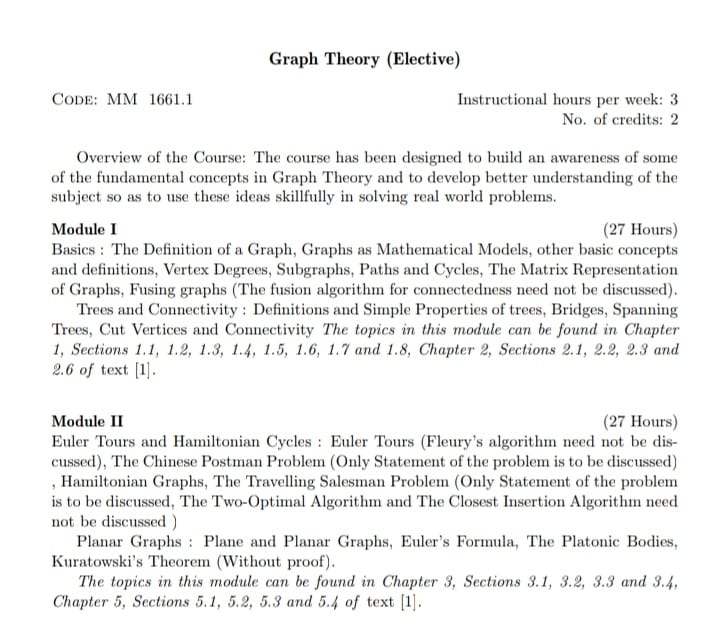 Graph Theory (Elective)
CODE: MM 1661.1 Instructional hours per week: 3
No. of credits: 2
Overview of the Course: The course has been designed to build an awareness of some
of the fundamental concepts in Graph Theory and to develop better understanding of the
subject so as to use these ideas skillfully in solving real world problems.
Module I (27 Hours)
Basics : The Definition of a Graph, Graphs as Mathematical Models, other basic concepts
and definitions, Vertex Degrees, Subgraphs, Paths and Cycles, The Matrix Representation
of Graphs, Fusing graphs (The fusion algorithm for connectedness need not be discussed).
Trees and Connectivity : Definitions and Simple Properties of trees, Bridges, Spanning
Trees, Cut Vertices and Connectivity The topics in this module can be found in Chapter
1, Sections 1.1, 1.2, 1.3, 1.4, 1.5, 1.6, 1.7 and 1.8, Chapter 2, Sections 2.1, 2.2, 2.3 and
2.6 of text [1].
Module II (27 Hours)
Euler Tours and Hamiltonian Cycles : Euler Tours (Fleury's algorithm need not be dis-
cussed), The Chinese Postman Problem (Only Statement of the problem is to be discussed)
, Hamiltonian Graphs, The Travelling Salesman Problem (Only Statement of the problem
is to be discussed, The Two-Optimal Algorithm and The Closest Insertion Algorithm need
not be discussed )
Planar Graphs : Plane and Planar Graphs, Euler's Formula, The Platonic Bodies,
Kuratowski's Theorem (Without proof).
The topics in this module can be found in Chapter 3, Sections 3.1, 3.2, 3.3 and 3.4,
Chapter 5, Sections 5.1, 5.2, 5.3 and 5.4 of text [1].